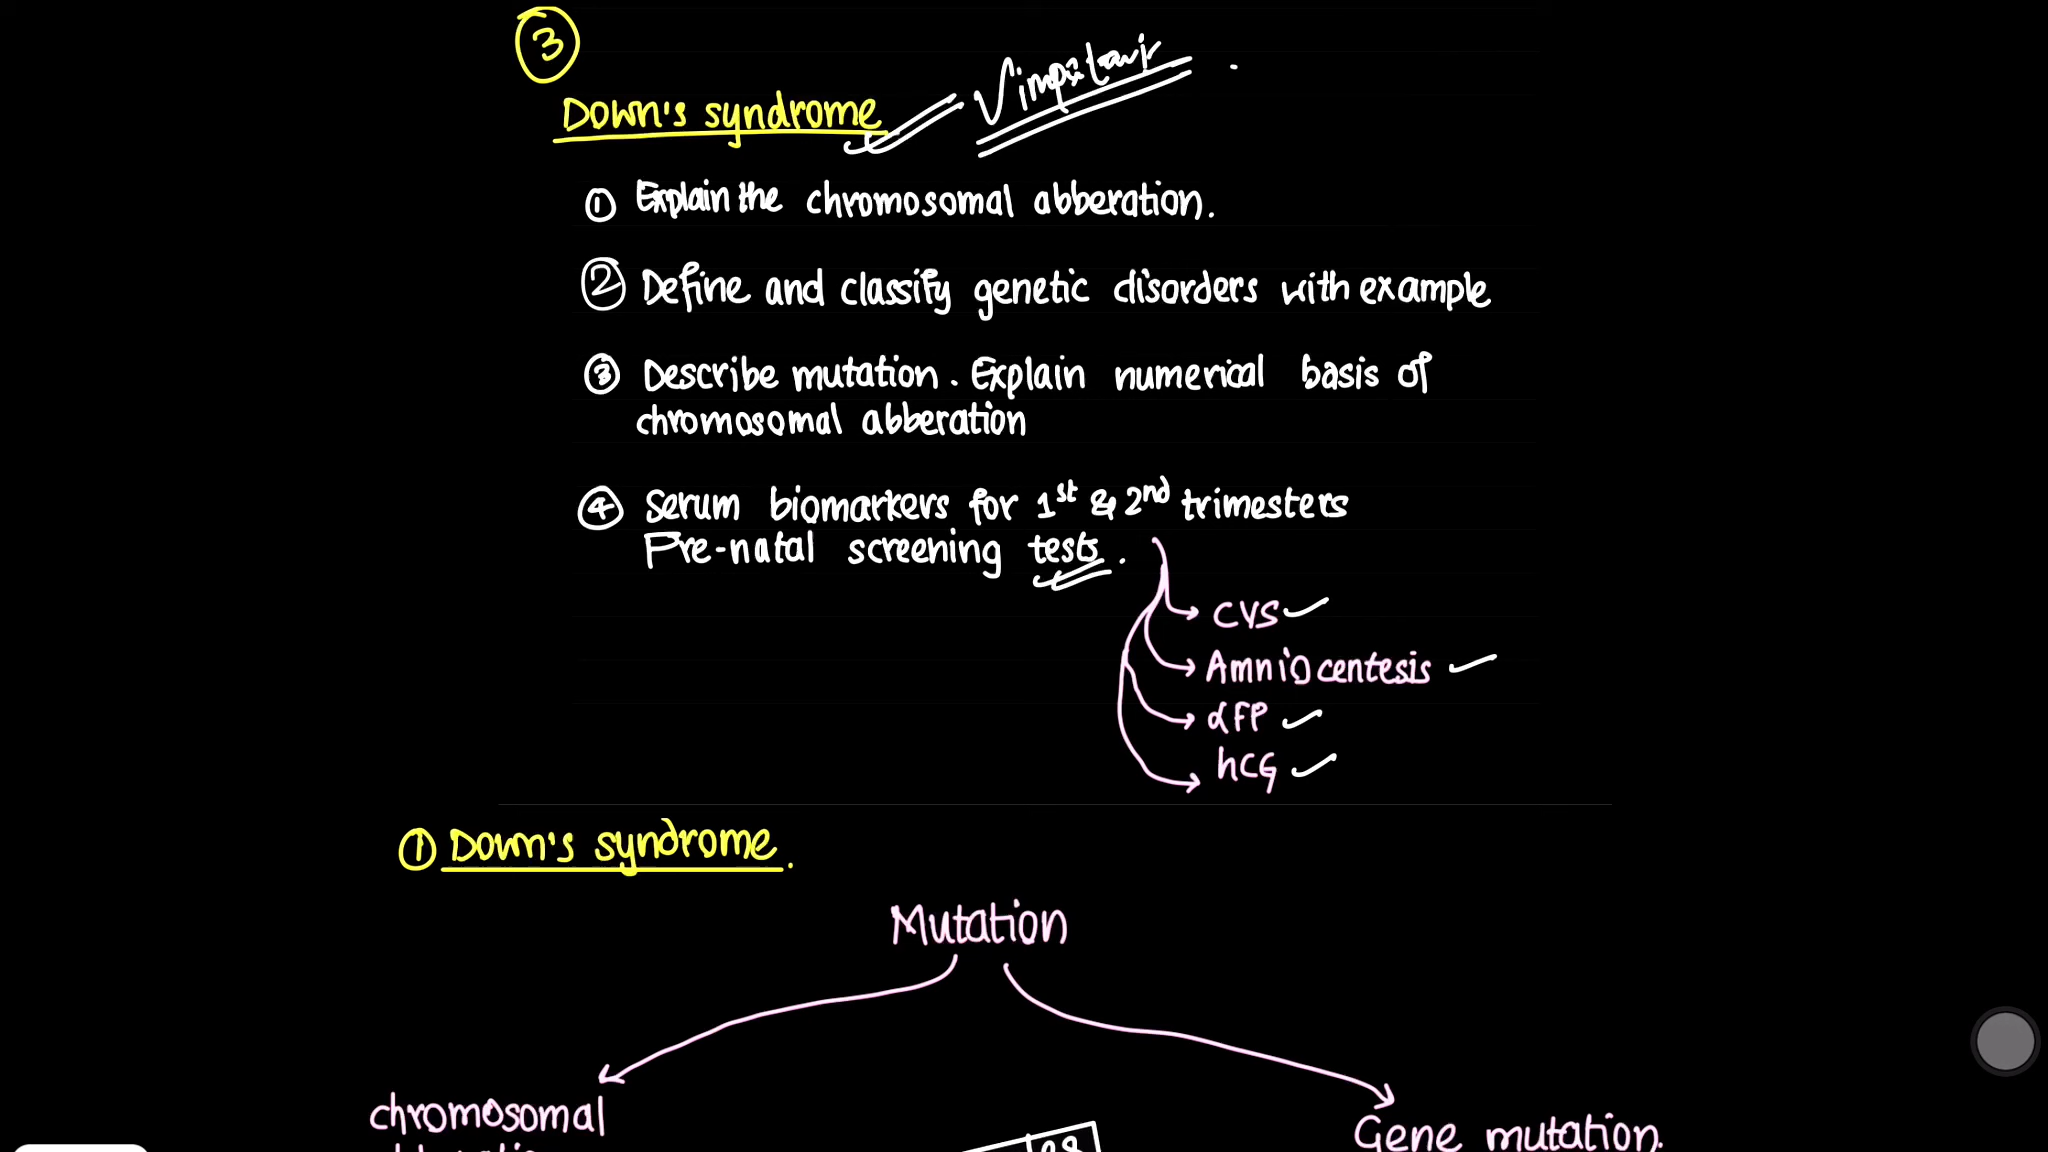 3
Down's syndrome
V important
① Explain the chromosomal abberation.
② Define and classify genetic disorders with example
③ Describe mutation. Explain numerical basis of
chromosomal abberation
④ Serum biomarkers for 1st & 2nd trimesters
Pre-natal screening tests.
CVS
Amniocentesis
αFP
hCG
① Down's syndrome.
Mutation
chromosomal
Gene mutation.